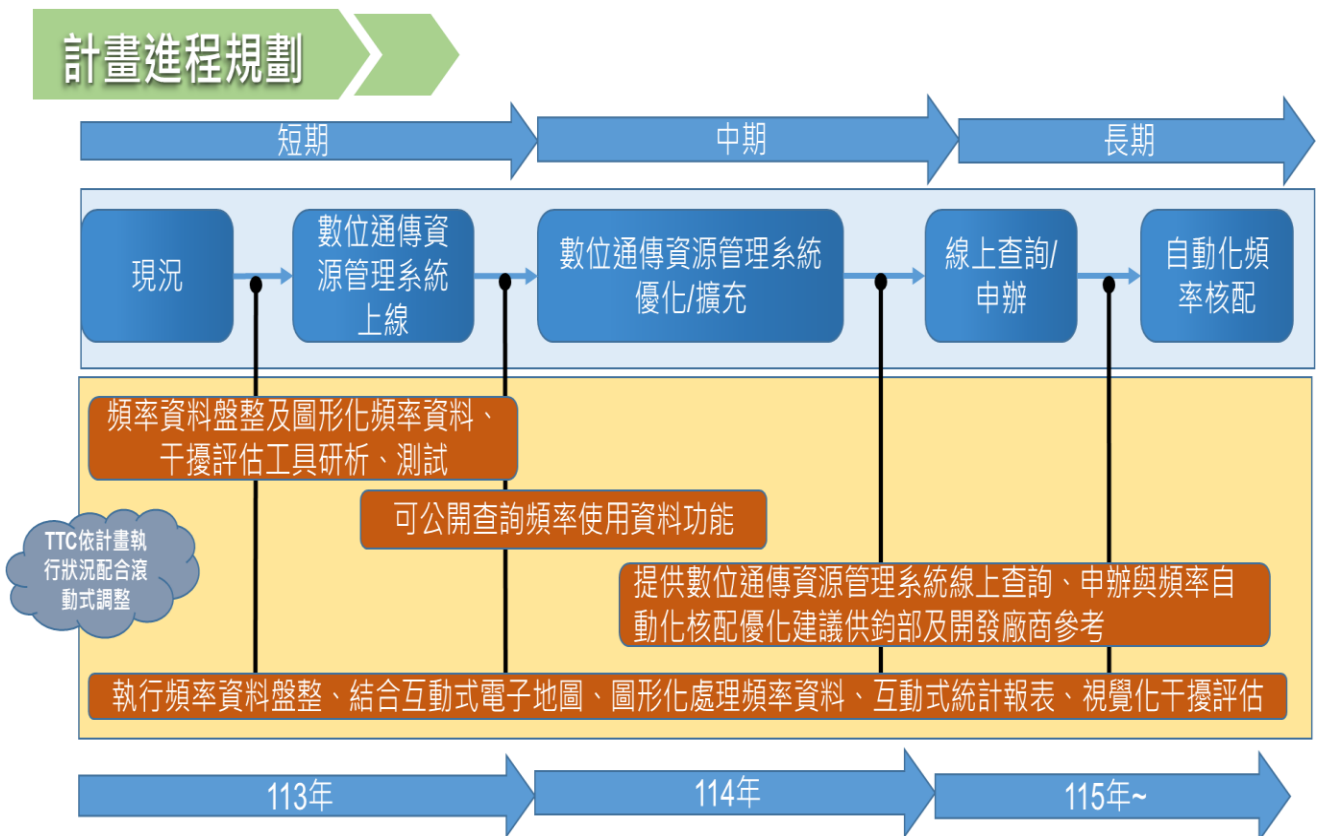 計畫進程規劃
短期
中期
長期
現況
數位通傳資
源管理系統
上線
數位通傳資源管理系統
優化/擴充
線上查詢/
申辦
自動化頻
率核配
頻率資料盤整及圖形化頻率資料、
干擾評估工具研析、測試
可公開查詢頻率使用資料功能
TTC依計畫執
行狀況配合滾
動式調整
提供數位通傳資源管理系統線上查詢、申辦與頻率自
動化核配優化建議供鈞部及開發廠商參考
執行頻率資料盤整、結合互動式電子地圖、圖形化處理頻率資料、互動式統計報表、視覺化干擾評估
113年
114年
115年~